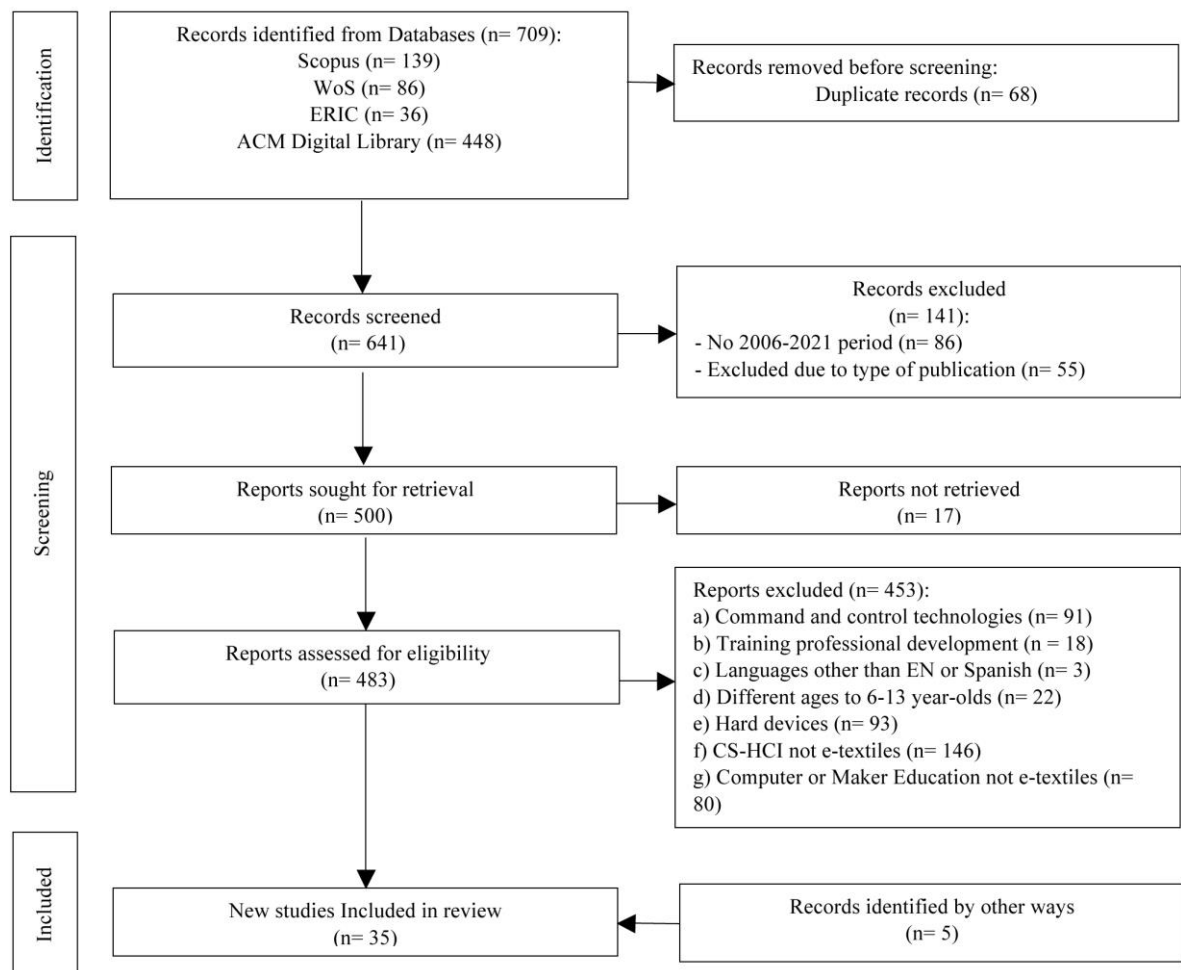 Identification
Records identified from Databases (n= 709):
Scopus (n= 139)
WoS (n= 86)
ERIC (n= 36)
ACM Digital Library (n= 448)
Records removed before screening:
Duplicate records (n= 68)
Screening
Records screened
(n= 641)
Records excluded
(n= 141):
- No 2006-2021 period (n= 86)
- Excluded due to type of publication (n= 55)
Reports sought for retrieval
(n= 500)
Reports not retrieved
(n= 17)
Reports assessed for eligibility
(n= 483)
Reports excluded (n= 453):
a) Command and control technologies (n= 91)
b) Training professional development (n = 18)
c) Languages other than EN or Spanish (n= 3)
d) Different ages to 6-13 year-olds (n= 22)
e) Hard devices (n= 93)
f) CS-HCI not e-textiles (n= 146)
g) Computer or Maker Education not e-textiles (n=
80)
Included
New studies Included in review
(n= 35)
Records identified by other ways
(n= 5)